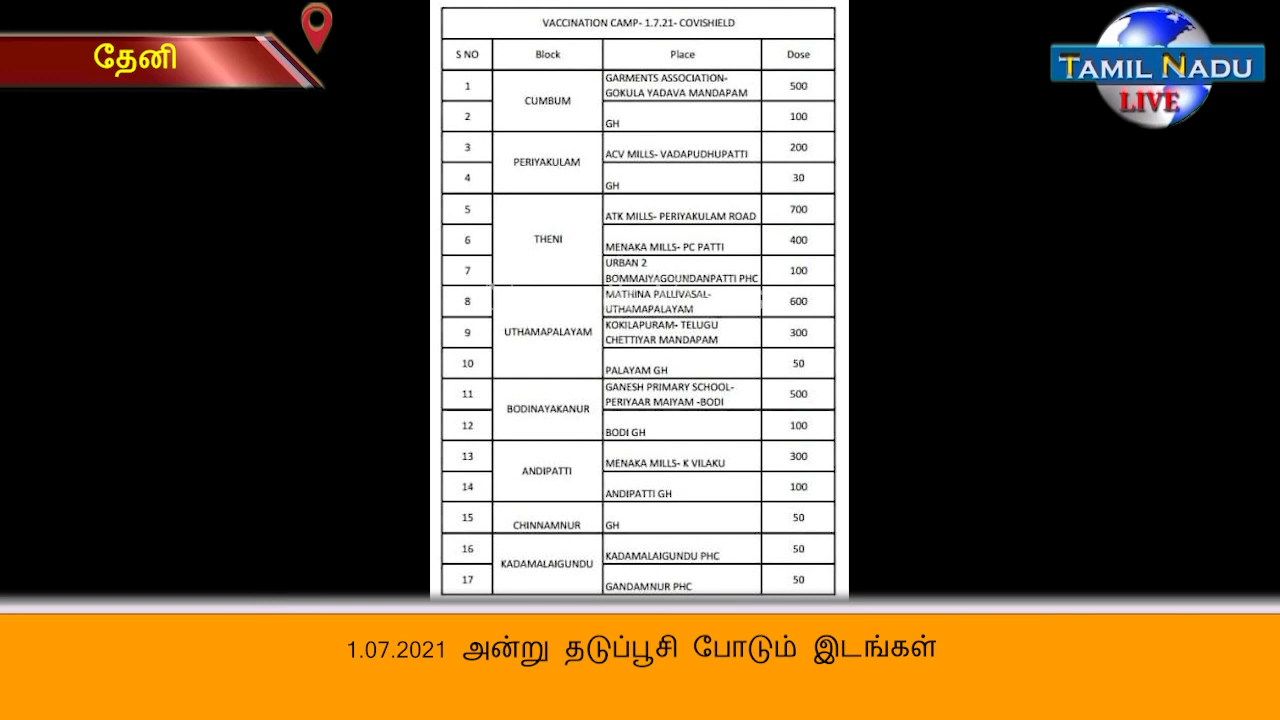 தேனி
TAMIL NADU
LIVE
VACCINATION CAMP- 1.7.21- COVISHIELD
S NO Block Place Dose
1 CUMBUM GARMENTS ASSOCIATION-
GOKULA YADAVA MANDAPAM 500
2 GH 100
3 PERIYAKULAM ACV MILLS- VADAPUDHUPATTI 200
4 GH 30
5 THENI ATK MILLS- PERIYAKULAM ROAD 700
6 MENAKA MILLS- PC PATTI 400
7 URBAN 2
BOMMAIYAGOUNDANPATTI PHC 100
8 UTHAMAPALAYAM MATHINA PALLIVASAL-
UTHAMAPALAYAM 600
9 KOKILAPURAM- TELUGU
CHETTIYAR MANDAPAM 300
10 PALAYAM GH 50
11 BODINAYAKANUR GANESH PRIMARY SCHOOL-
PERIYAAR MAIYAM -BODI 500
12 BODI GH 100
13 ANDIPATTI MENAKA MILLS- K VILAKU 300
14 ANDIPATTI GH 100
15 CHINNAMNUR GH 50
16 KADAMALAIGUNDU KADAMALAIGUNDU PHC 50
17 GANDAMNUR PHC 50
1.07.2021 அன்று தடுப்பூசி போடும் இடங்கள்